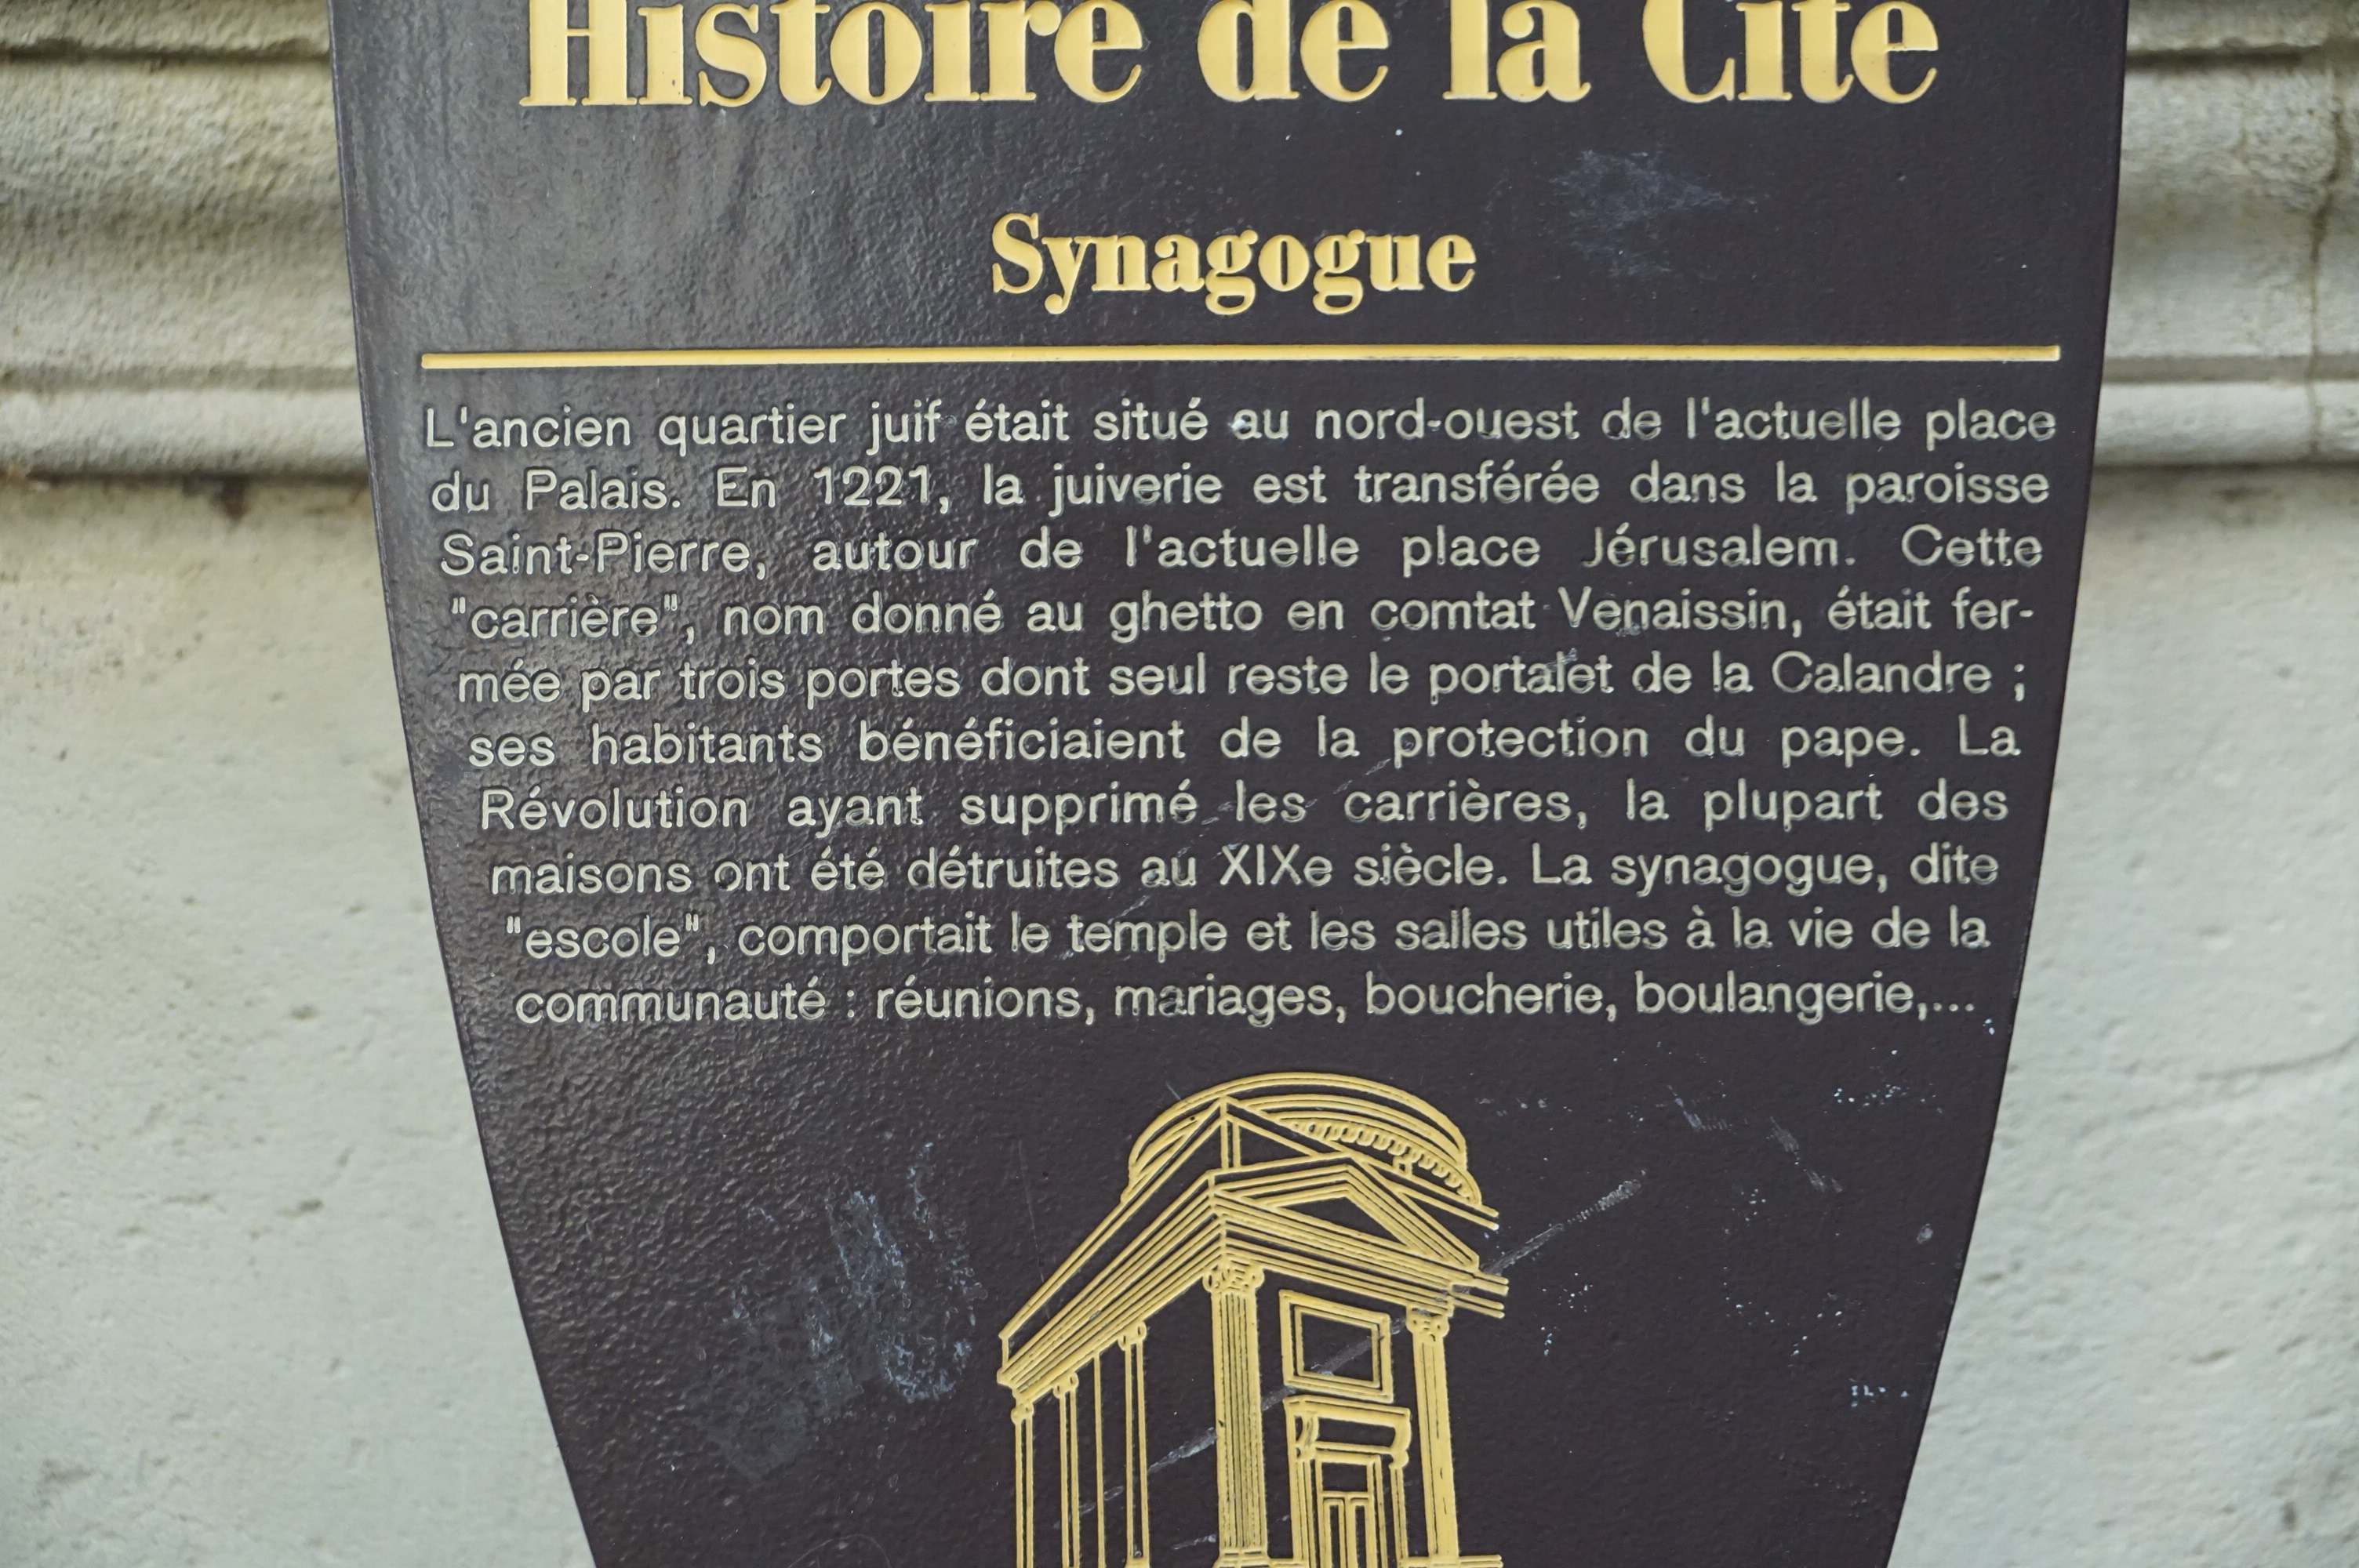 Histoire de la Cité
Synagogue
L'ancien quartier juif était situé au nord-ouest de l'actuelle place
du Palais. En 1221, la juiverie est transférée dans la paroisse
Saint-Pierre, autour de l'actuelle place Jérusalem. Cette
"carrière", nom donné au ghetto en comtat Venaissin, était fer-
mée par trois portes dont seul reste le portalet de la Calandre ;
ses habitants bénéficiaient de la protection du pape. La
Révolution ayant supprimé les carrières, la plupart des
maisons ont été détruites au XIXe siècle. La synagogue, dite
"escole", comportait le temple et les salles utiles à la vie de la
communauté : réunions, mariages, boucherie, boulangerie,...